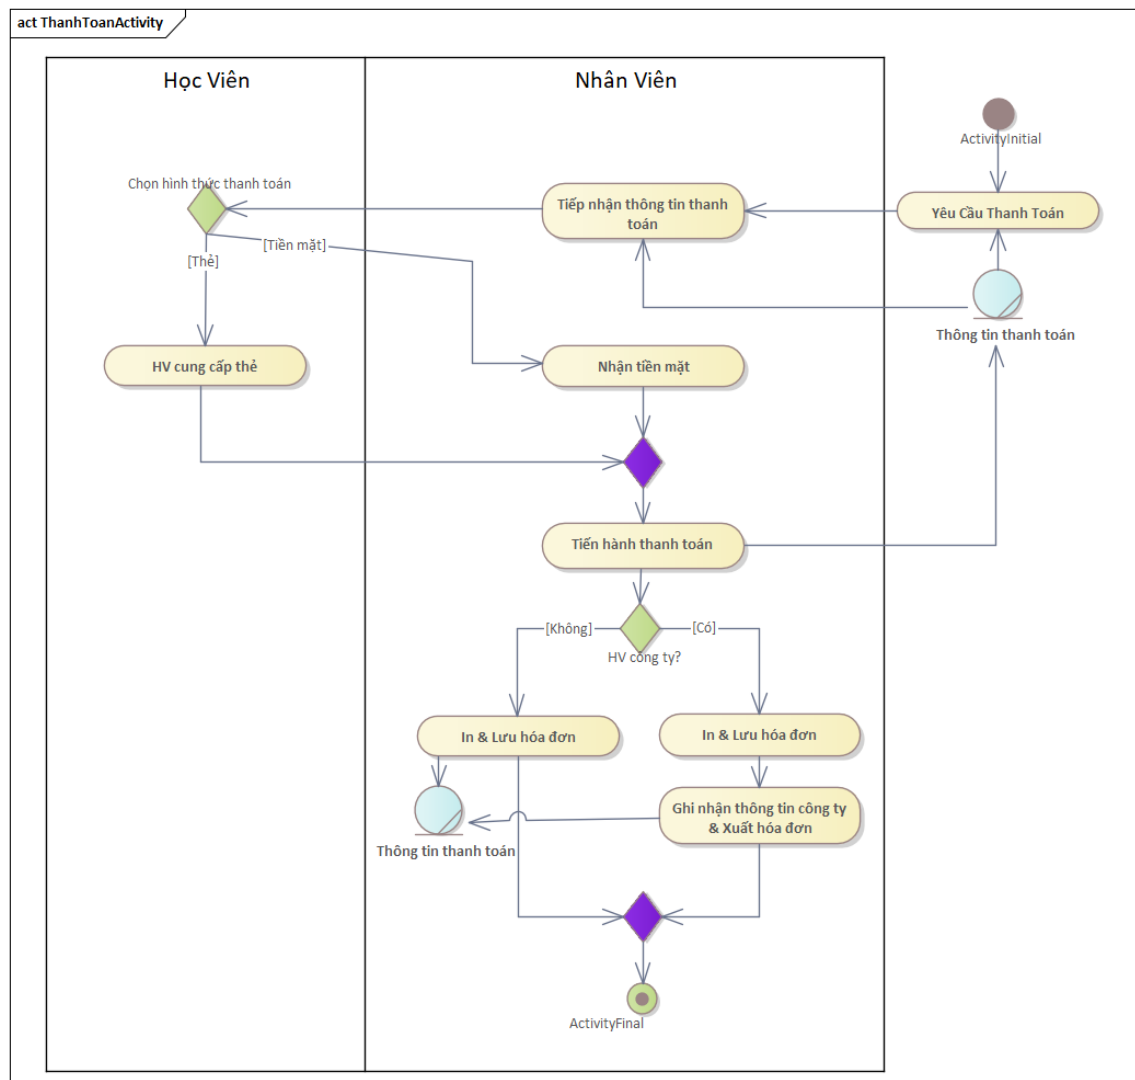 act ThanhToanActivity
Học Viên
Nhân Viên
ActivityInitial
Chọn hình thức thanh toán
Tiếp nhận thông tin thanh
toán
Yêu Cầu Thanh Toán
[Tiền mặt]
[Thẻ]
Thông tin thanh toán
HV cung cấp thẻ
Nhận tiền mặt
Tiến hành thanh toán
[Không]
[Có]
HV công ty?
In & Lưu hóa đơn
In & Lưu hóa đơn
Ghi nhận thông tin công ty
& Xuất hóa đơn
Thông tin thanh toán
ActivityFinal